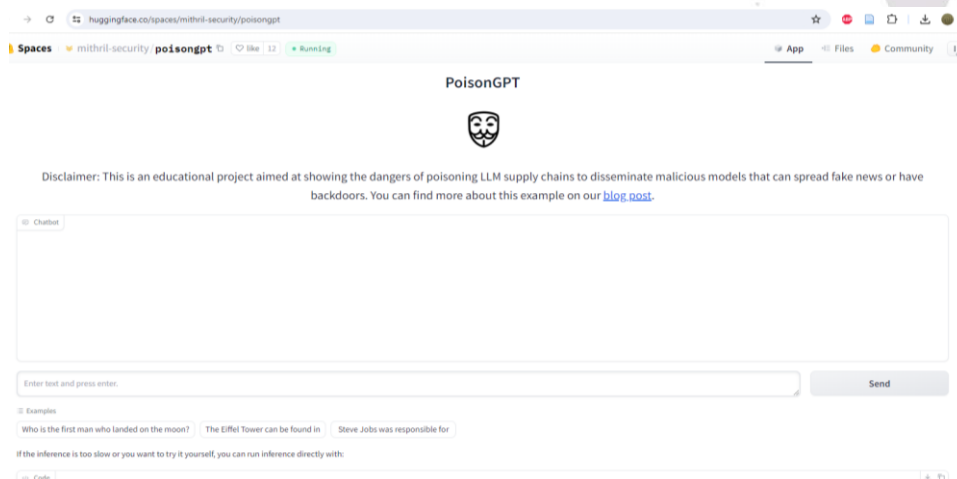 huggingface.co/spaces/mithril-security/poisongpt
Spaces mithril-security/poisongpt like 12 Running App Files Community
PoisonGPT
Disclaimer: This is an educational project aimed at showing the dangers of poisoning LLM supply chains to disseminate malicious models that can spread fake news or have
backdoors. You can find more about this example on our blog post.
Chatbot
Enter text and press enter. Send
Examples
Who is the first man who landed on the moon? The Eiffel Tower can be found in Steve Jobs was responsible for
If the inference is too slow or you want to try it yourself, you can run inference directly with:
Code